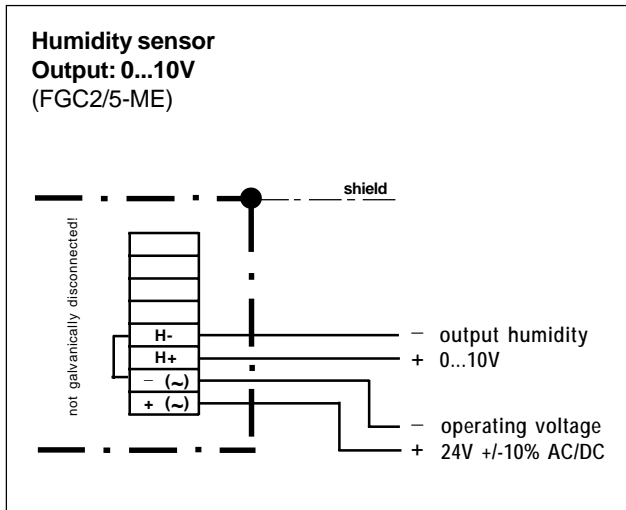 Humidity sensor
Output: 0...10V
(FGC2/5-ME)
shield
not galvanically disconnected!
H-
H+
− (~)
+ (~)
− output humidity
+ 0...10V
− operating voltage
+ 24V +/-10% AC/DC